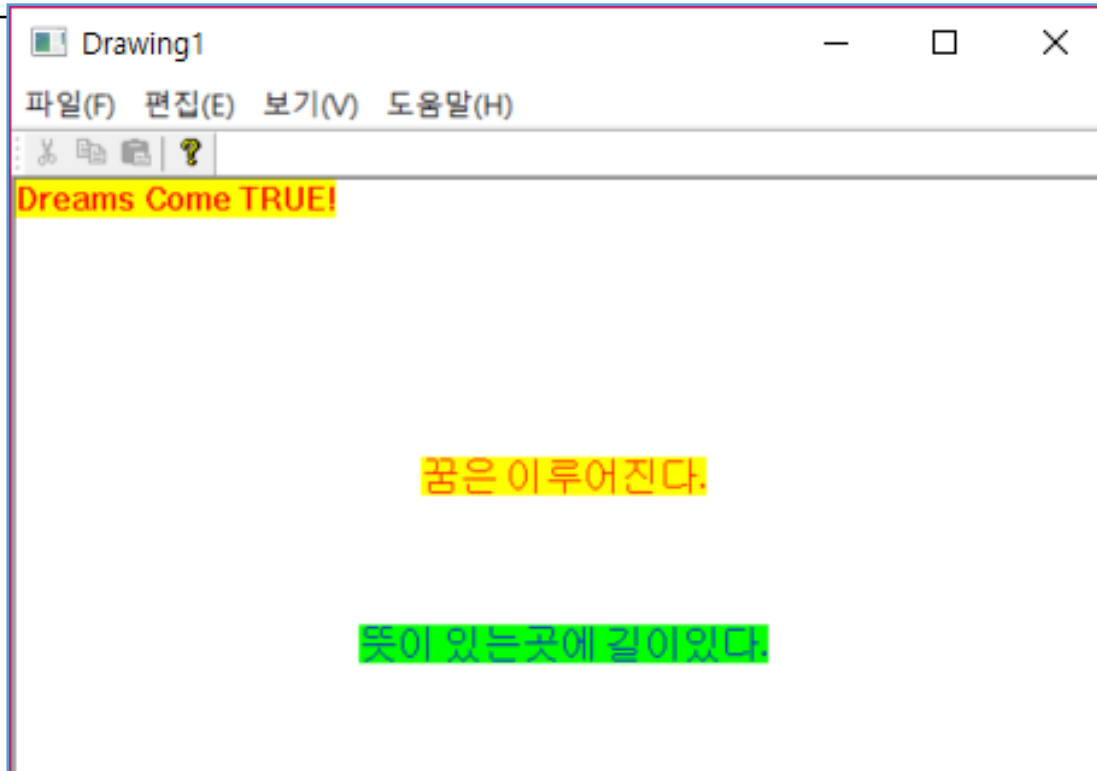 Drawing1
파일(F) 편집(E) 보기(V) 도움말(H)
Dreams Come TRUE!
꿈은 이루어진다.
뜻이 있는곳에 길이있다.